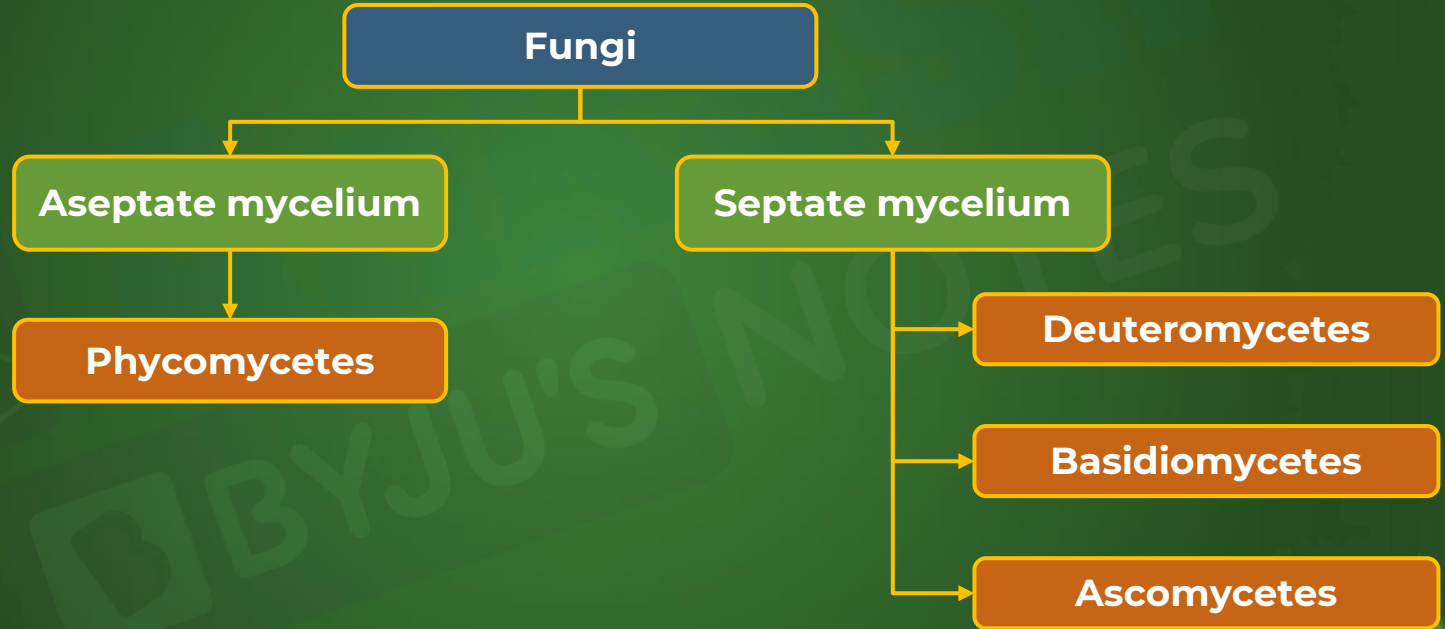 Fungi
Aseptate mycelium
Septate mycelium
Phycomycetes
Deuteromycetes
Basidiomycetes
Ascomycetes
B BYJU'S NOTES